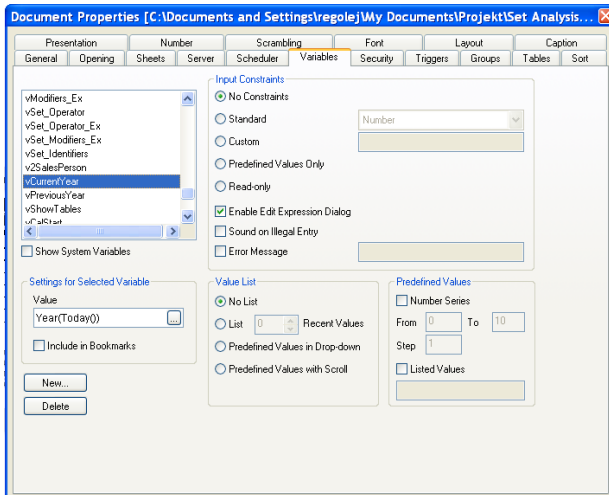 Document Properties [C:\Documents and Settings\regolej\My Documents\Projekt\Set Analysis...
Presentation Number Scrambling Font Layout Caption
General Opening Sheets Server Scheduler Variables Security Triggers Groups Tables Sort
vModifiers_Ex
vSet_Operator
vSet_Operator_Ex
vSet_Modifiers_Ex
vSet_Identifiers
v2SalesPerson
vCurrentYear
vPreviousYear
vShowTables
vCalStart
Show System Variables
Input Constraints
No Constraints
Standard Number
Custom
Predefined Values Only
Read-only
Enable Edit Expression Dialog
Sound on Illegal Entry
Error Message
Settings for Selected Variable
Value
Year(Today()) ...
Include in Bookmarks
New...
Delete
Value List
No List
List 0 Recent Values
Predefined Values in Drop-down
Predefined Values with Scroll
Predefined Values
Number Series
From 0 To 10
Step 1
Listed Values